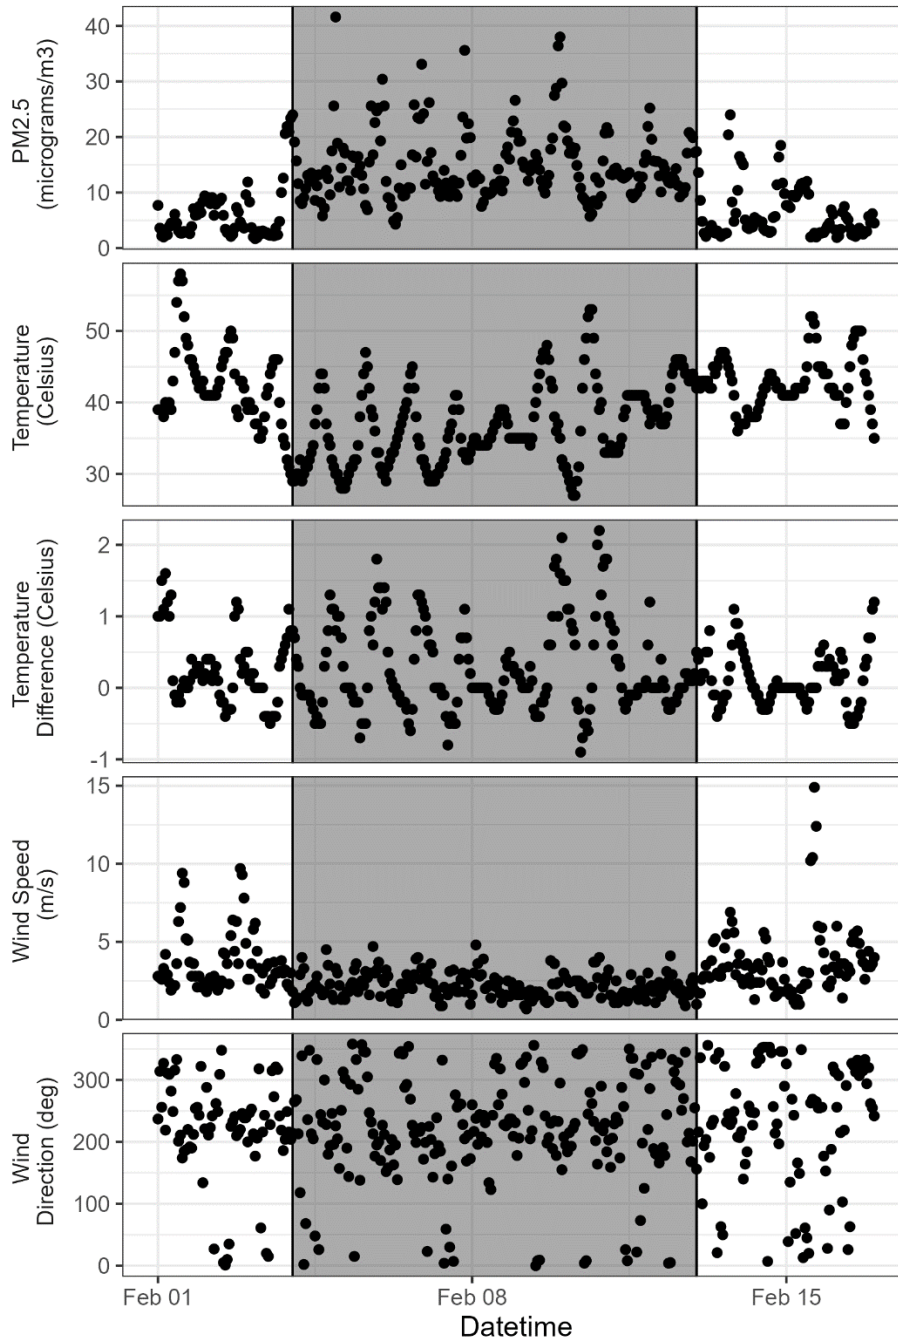 PM2.5
(micrograms/m3)
40
30
20
10
0
Temperature
(Celsius)
50
40
30
Temperature
Difference (Celsius)
2
1
0
-1
Wind Speed
(m/s)
15
10
5
0
Wind
Direction (deg)
300
200
100
0
Feb 01
Feb 08
Feb 15
Datetime